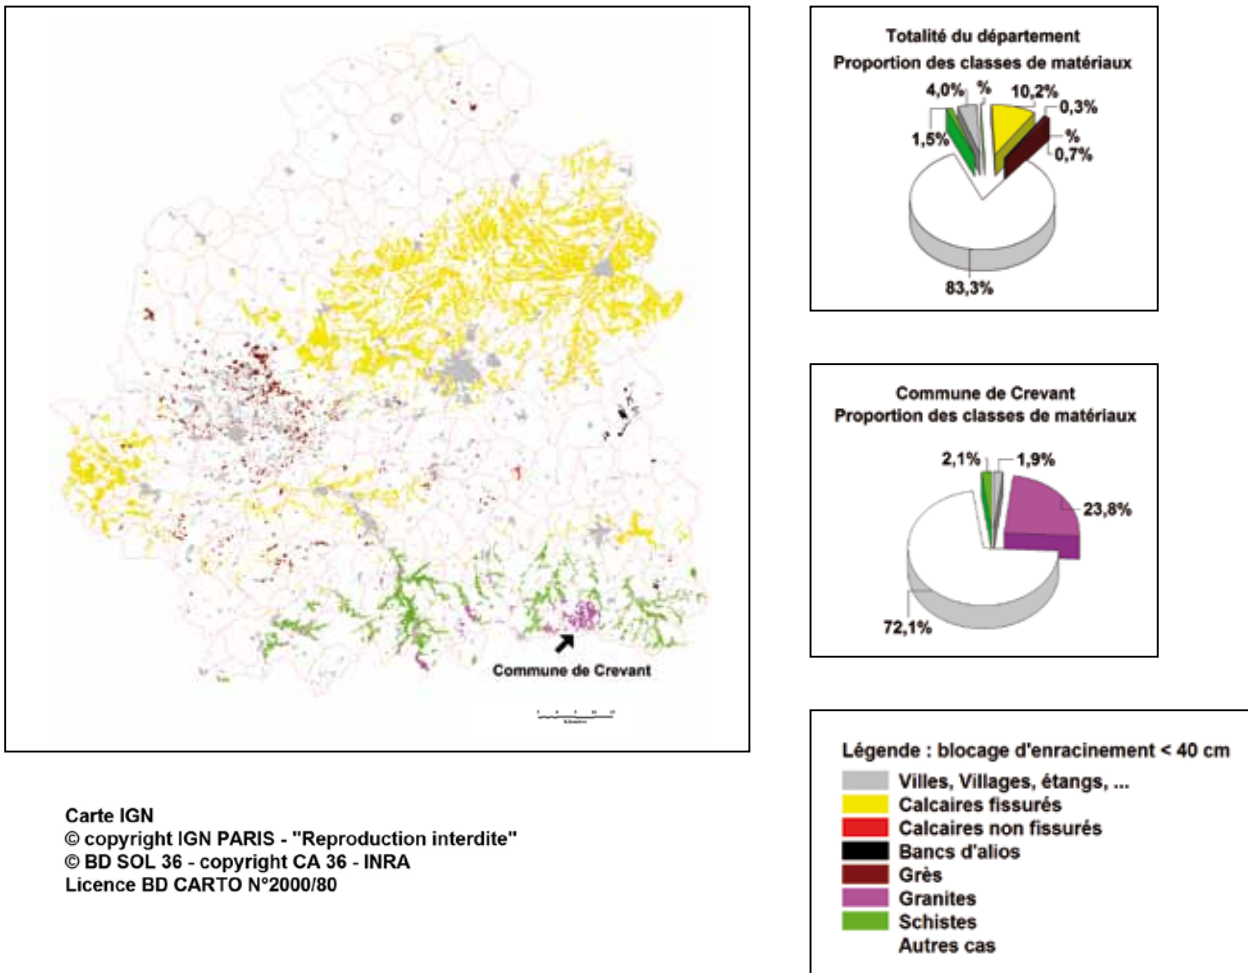 Totalité du département
Proportion des classes de matériaux
4,0%
%
10,2%
0,3%
1,5%
%
0,7%
83,3%
Commune de Crevant
Proportion des classes de matériaux
2,1%
1,9%
23,8%
72,1%
Commune de Crevant
Kilomètres
Légende : blocage d'enracinement < 40 cm
Villes, Villages, étangs, ...
Calcaires fissurés
Calcaires non fissurés
Bancs d'alios
Grès
Granites
Schistes
Autres cas
Carte IGN
© copyright IGN PARIS - "Reproduction interdite"
© BD SOL 36 - copyright CA 36 - INRA
Licence BD CARTO N°2000/80